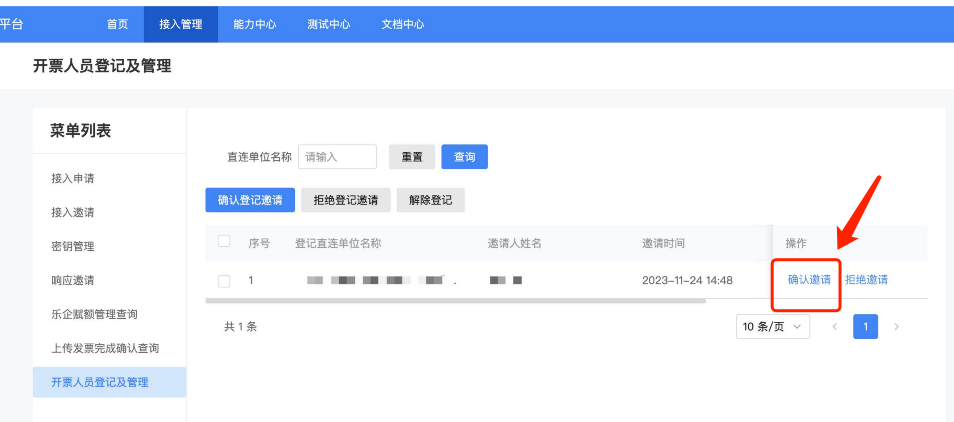 平台 首页 接入管理 能力中心 测试中心 文档中心
开票人员登记及管理
菜单列表
接入申请
接入邀请
密钥管理
响应邀请
乐企赋额管理查询
上传发票完成确认查询
开票人员登记及管理
直连单位名称 请输入 重置 查询
确认登记邀请 拒绝登记邀请 解除登记
序号 登记直连单位名称 邀请人姓名 邀请时间 操作
1 2023-11-24 14:48 确认邀请 拒绝邀请
共 1 条 10 条/页 1